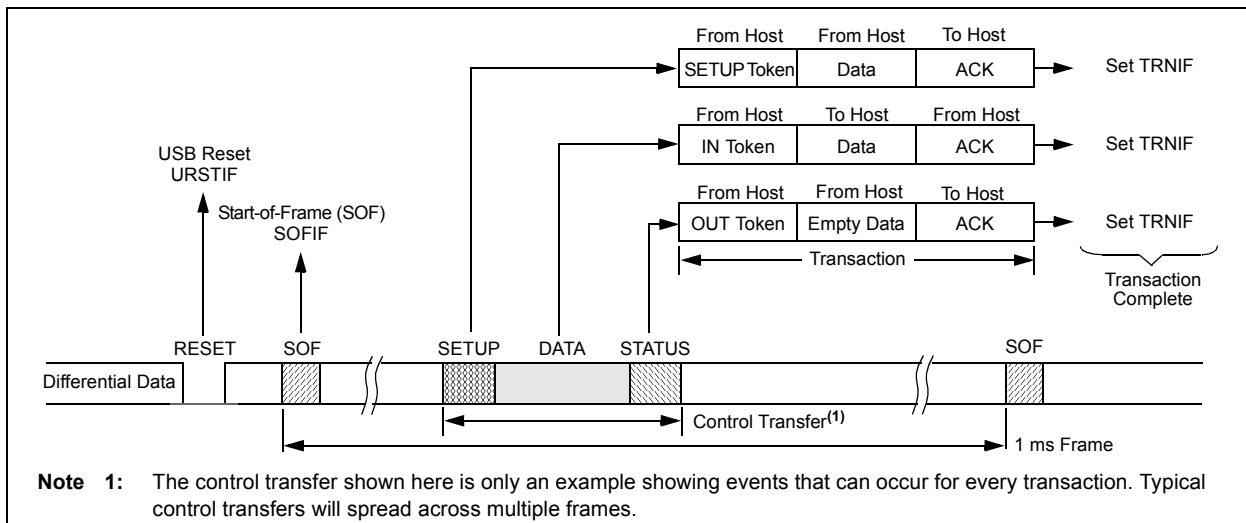 From Host From Host To Host
SETUP Token Data ACK Set TRNIF
From Host To Host From Host
IN Token Data ACK Set TRNIF
USB Reset
URSTIF
From Host From Host To Host
Start-of-Frame (SOF)
SOFIF
OUT Token Empty Data ACK Set TRNIF
Transaction
Transaction
Complete
RESET SOF SETUP DATA STATUS SOF
Differential Data
Control Transfer(1)
1 ms Frame
Note 1: The control transfer shown here is only an example showing events that can occur for every transaction. Typical
control transfers will spread across multiple frames.